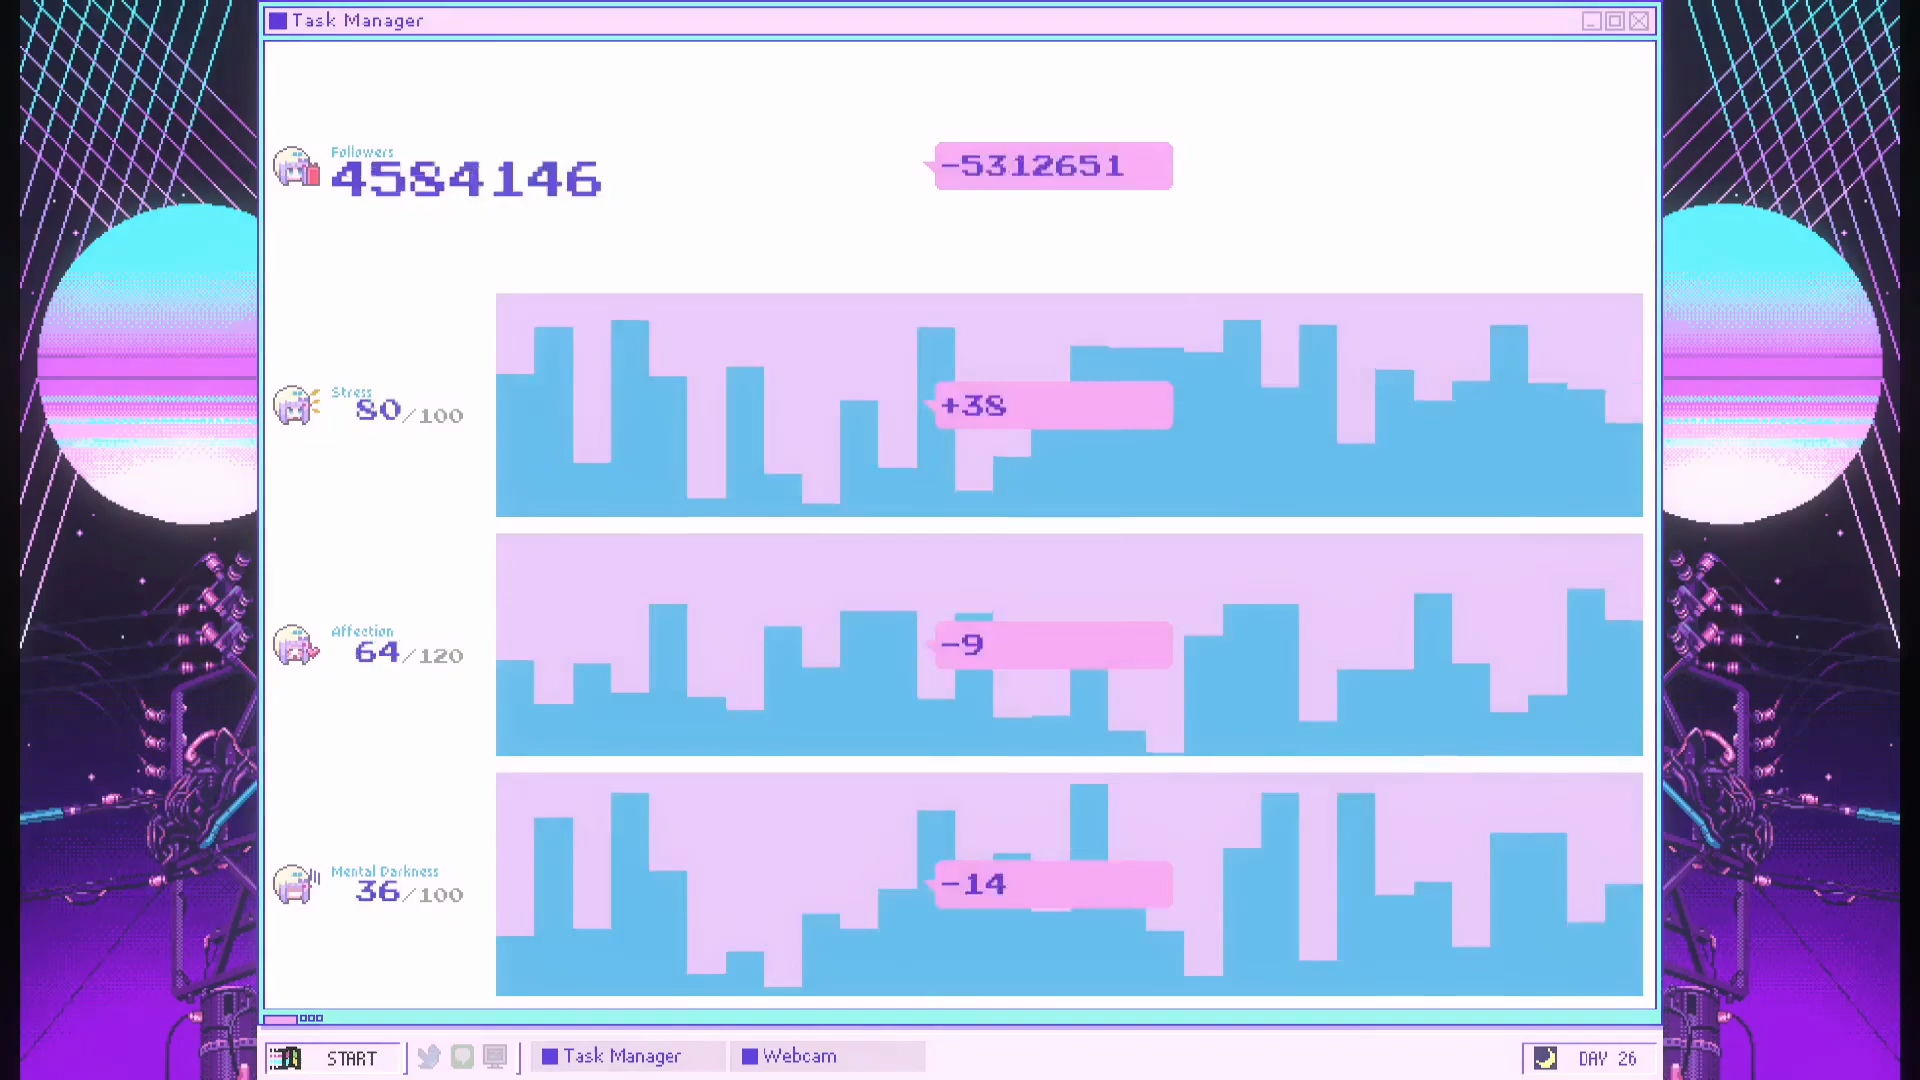 Task Manager
Followers
4584146
-5312651
Stress
80/100
+38
Affection
64/120
-9
Mental Darkness
36/100
-14
START
Task Manager
Webcam
DAY 26